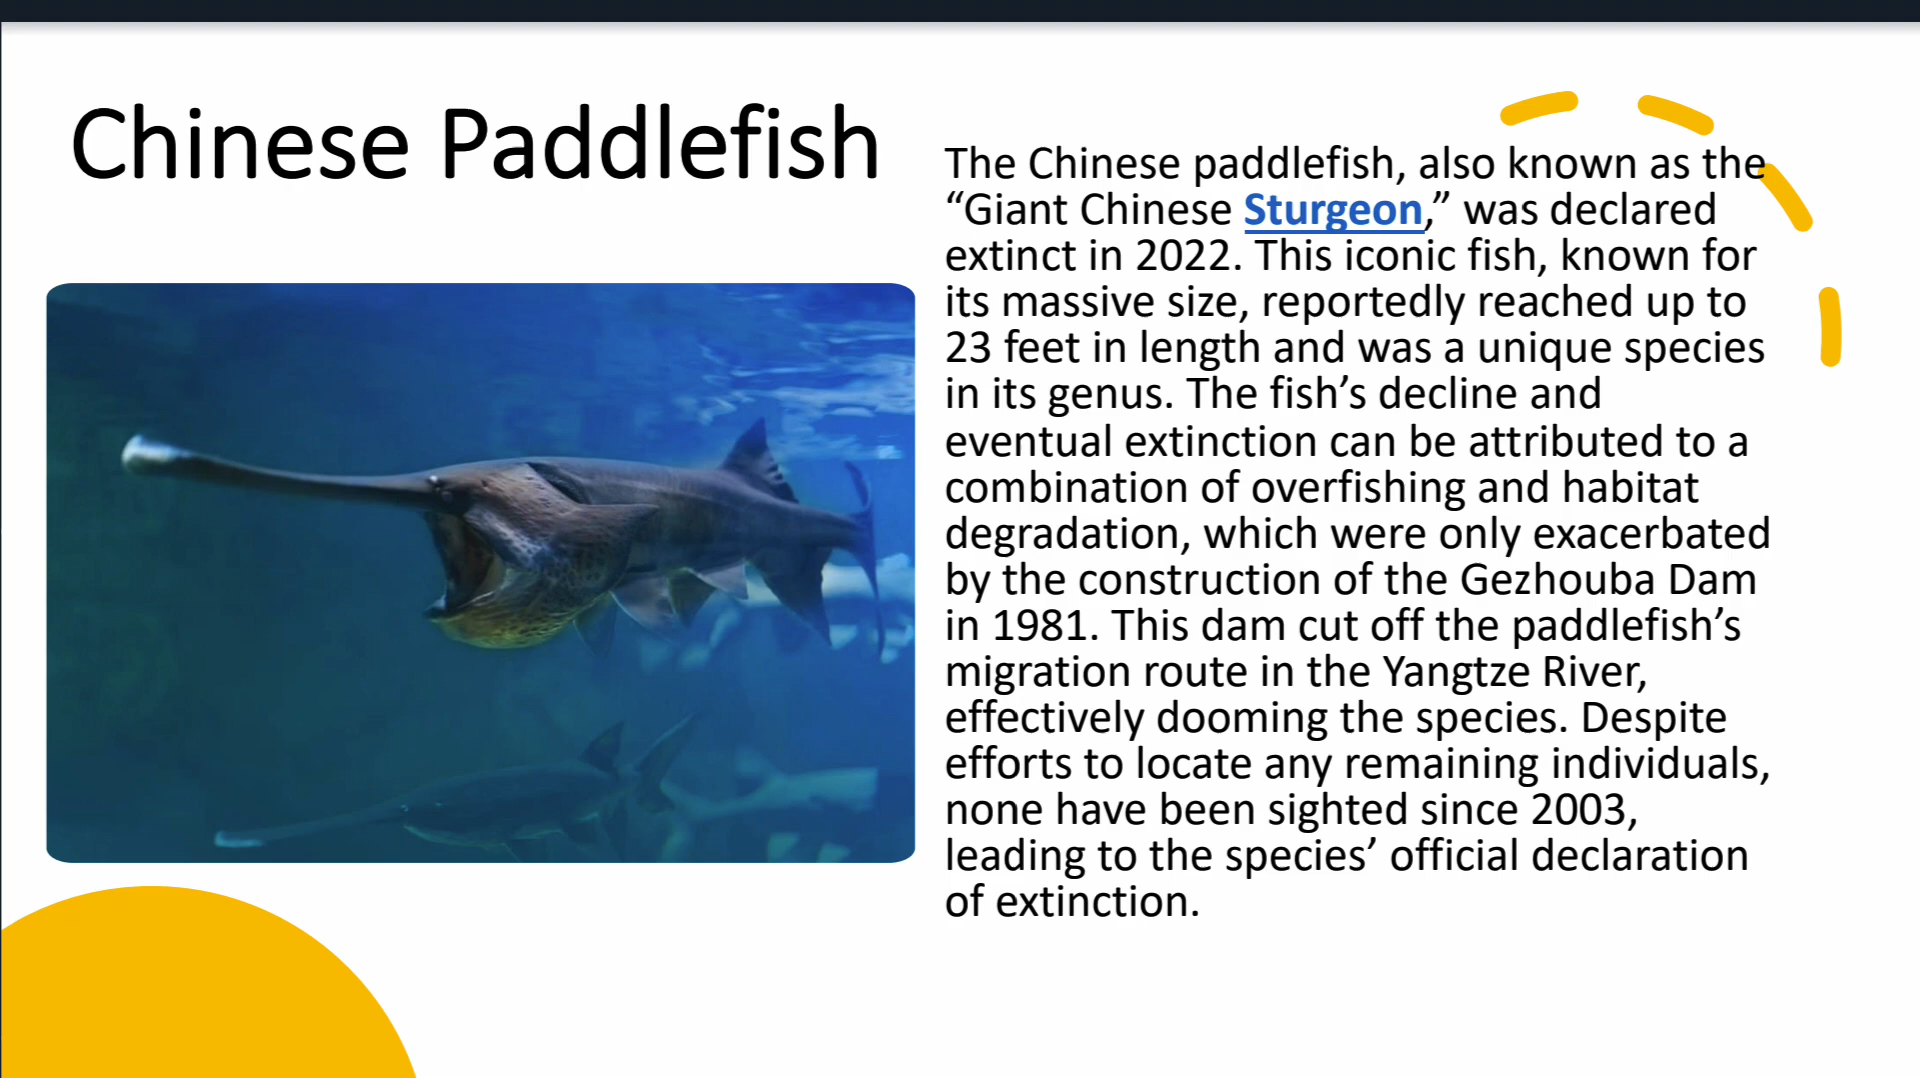 Chinese Paddlefish
The Chinese paddlefish, also known as the
“Giant Chinese Sturgeon,” was declared
extinct in 2022. This iconic fish, known for
its massive size, reportedly reached up to
23 feet in length and was a unique species
in its genus. The fish’s decline and
eventual extinction can be attributed to a
combination of overfishing and habitat
degradation, which were only exacerbated
by the construction of the Gezhouba Dam
in 1981. This dam cut off the paddlefish’s
migration route in the Yangtze River,
effectively dooming the species. Despite
efforts to locate any remaining individuals,
none have been sighted since 2003,
leading to the species’ official declaration
of extinction.